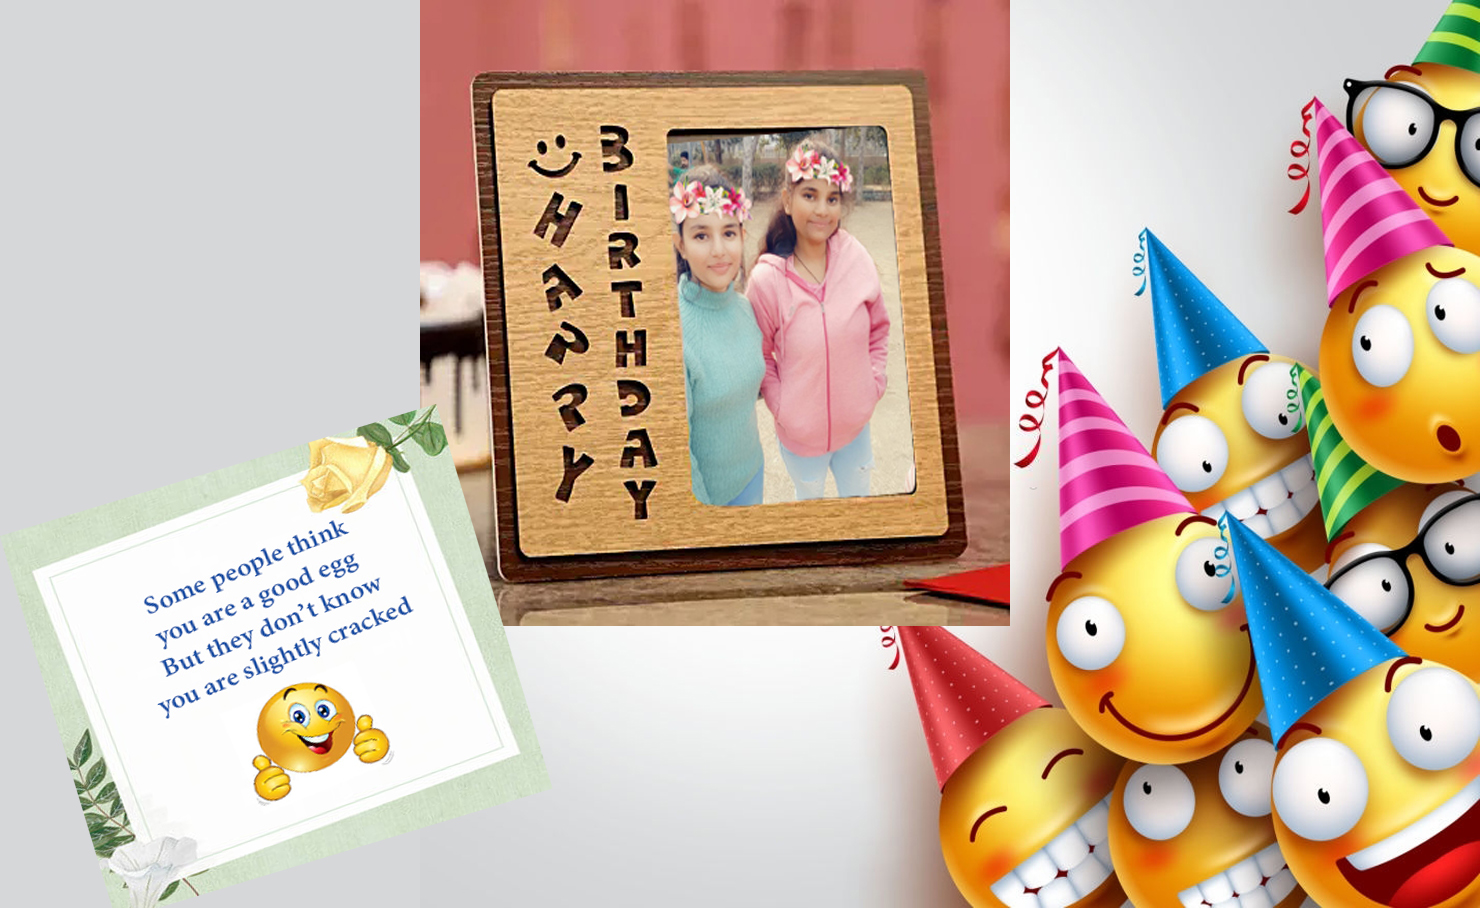 HAPPY
BIRTHDAY
Some people think
you are a good egg
But they don't know
you are slightly cracked